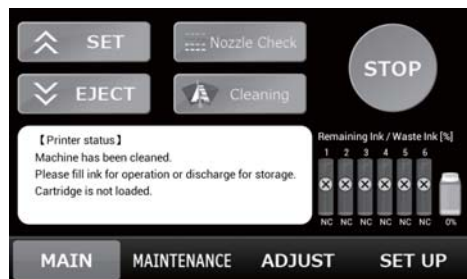 SET
Nozzle Check
STOP
EJECT
Cleaning
【Printer status】
Machine has been cleaned.
Please fill ink for operation or discharge for storage.
Cartridge is not loaded.
Remaining Ink / Waste Ink [%]
1 2 3 4 5 6
NC NC NC NC NC NC 0%
MAIN MAINTENANCE ADJUST SET UP